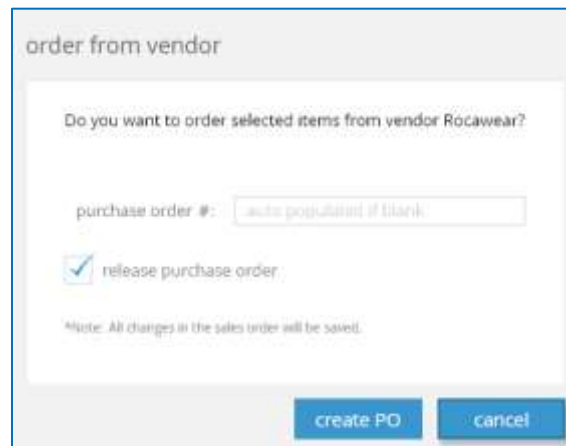 order from vendor
Do you want to order selected items from vendor Rocawear?
purchase order #: auto populated if blank
release purchase order
*Note: All changes in the sales order will be saved.
create PO cancel